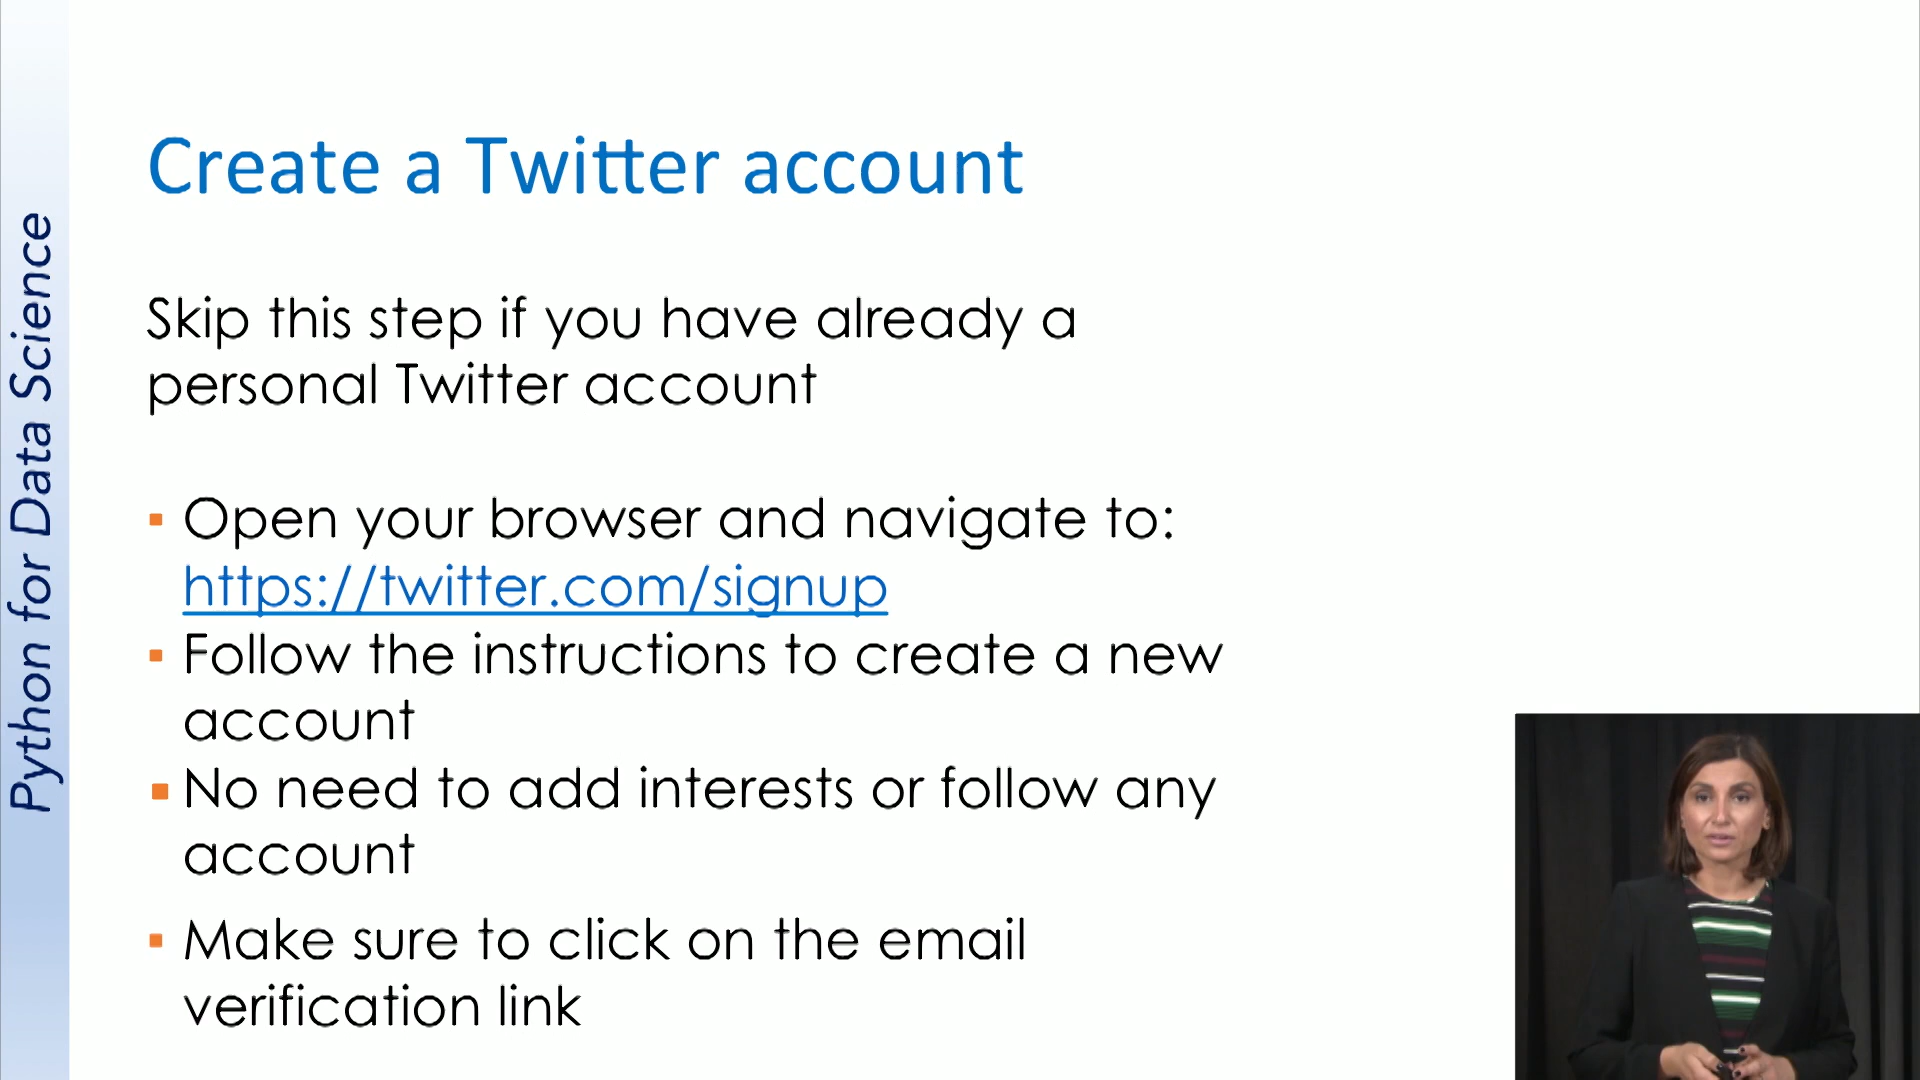 Python for Data Science
Create a Twitter account
Skip this step if you have already a
personal Twitter account
▪ Open your browser and navigate to:
https://twitter.com/signup
▪ Follow the instructions to create a new
account
▪ No need to add interests or follow any
account
▪ Make sure to click on the email
verification link